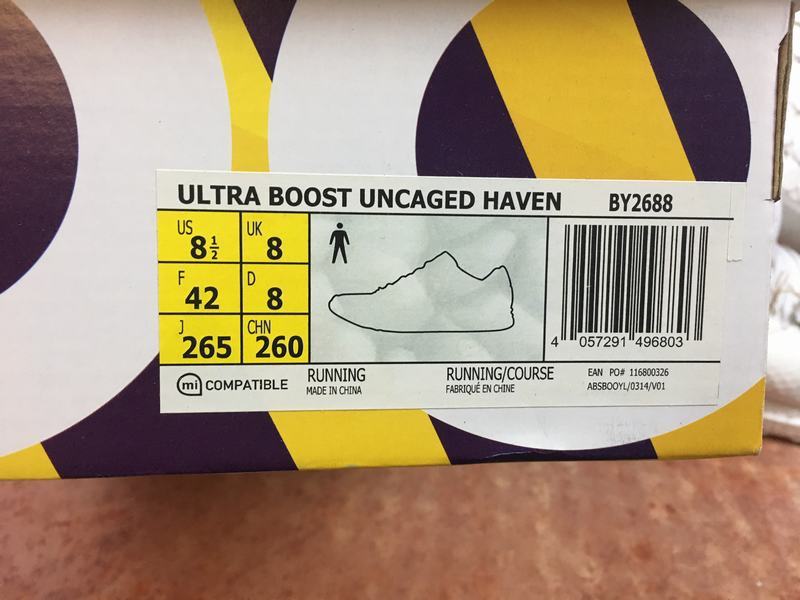 ULTRA BOOST UNCAGED HAVEN BY2688
US 8½ UK 8
F 42 D 8
J 265 CHN 260
mi COMPATIBLE
RUNNING RUNNING/COURSE
MADE IN CHINA FABRIQUÉ EN CHINE
4 057291 496803
EAN PO# 116800326
ABSBOOYL/0314/V01